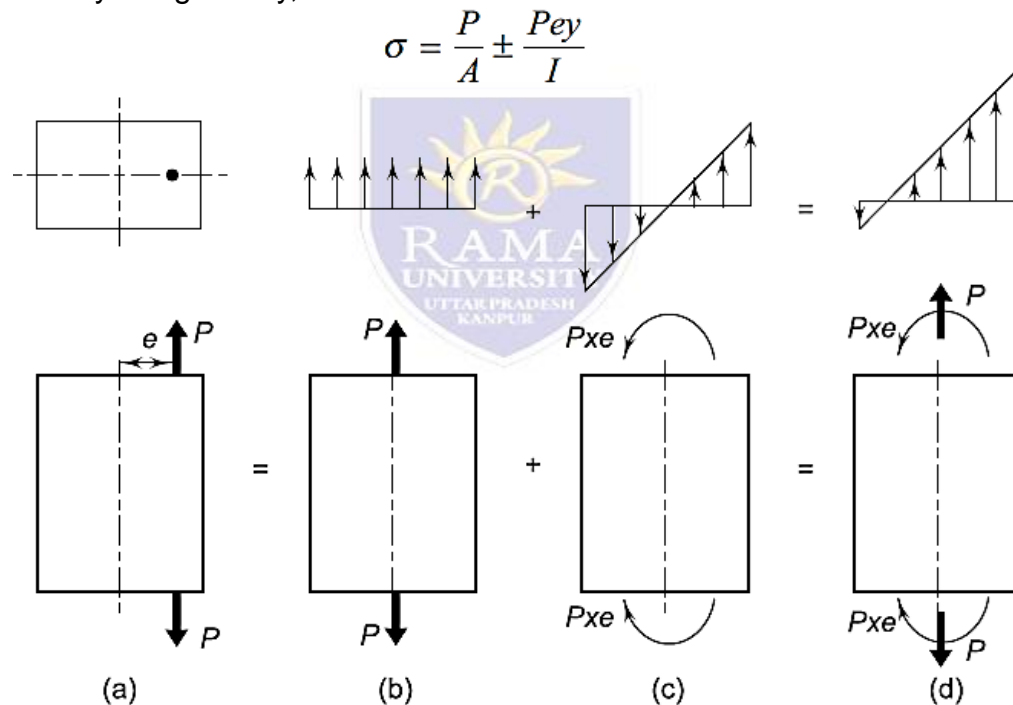 σ = P/A ± Pey/I
+ =
RAMA
UNIVERSITY
UTTAR PRADESH
KANPUR
e P P Pxe Pxe P
= + =
P P Pxe Pxe P
(a) (b) (c) (d)